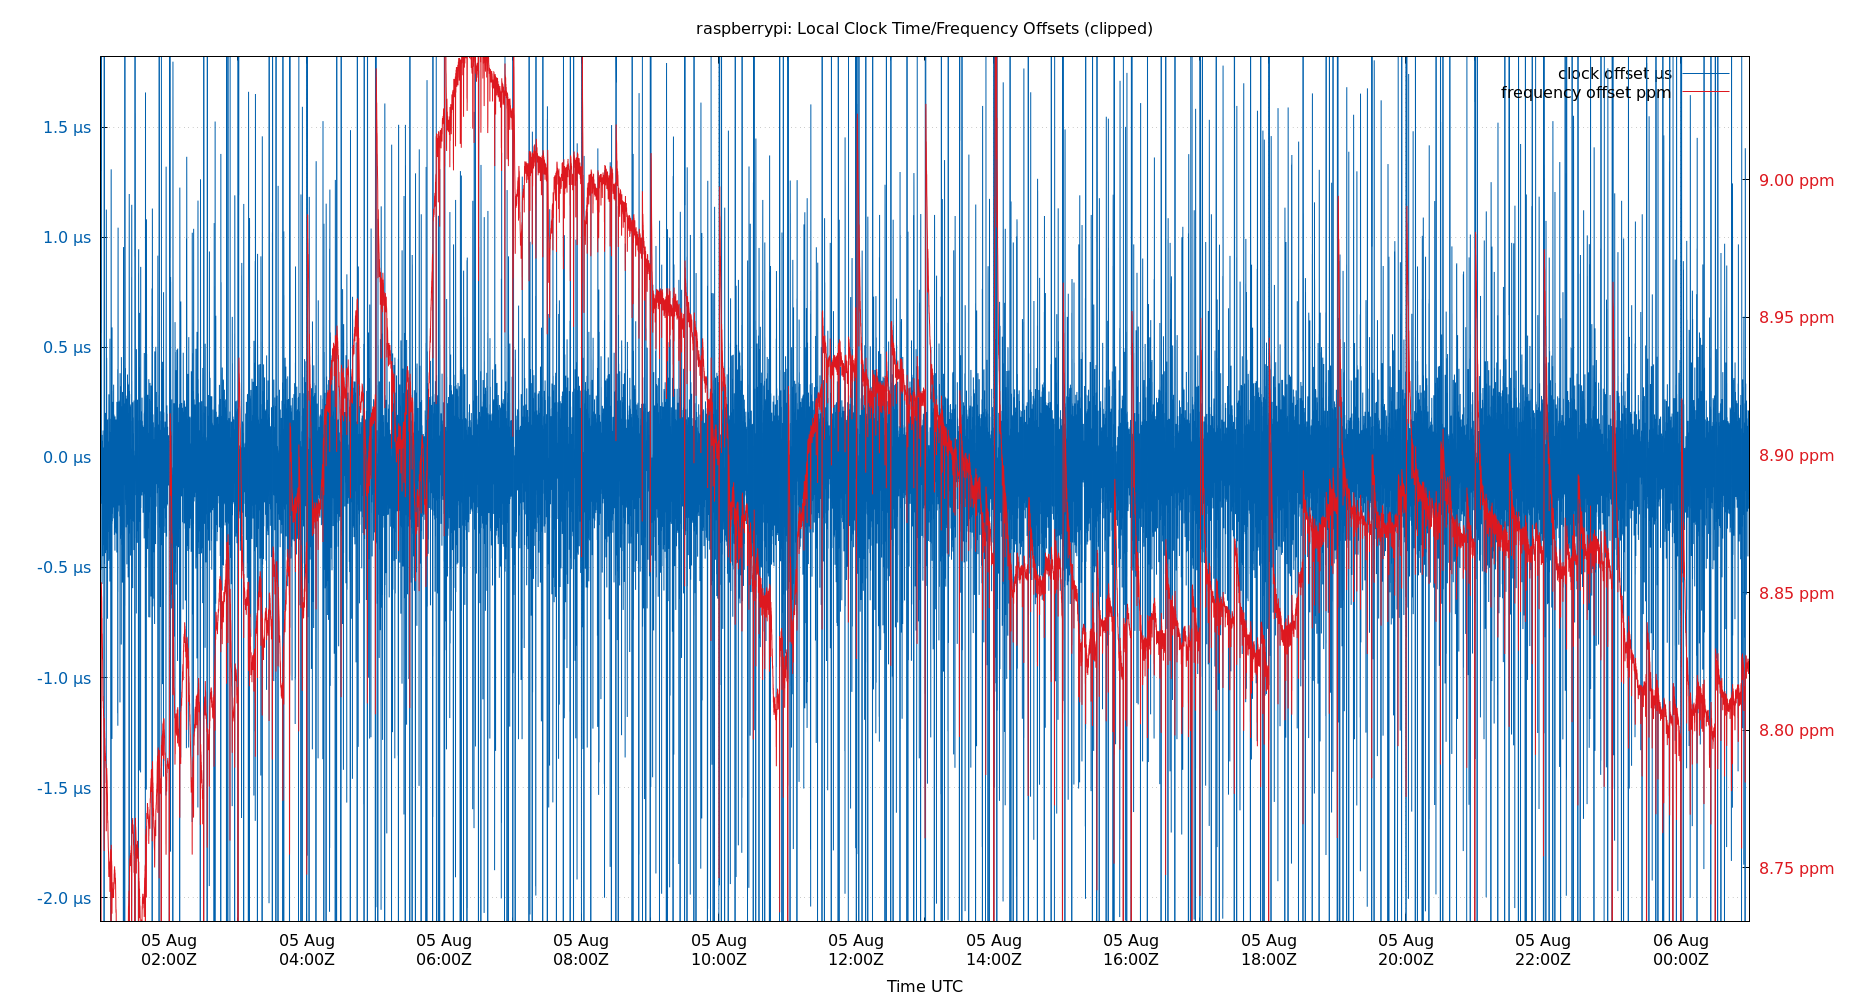 raspberrypi: Local Clock Time/Frequency Offsets (clipped)
clock offset µs
frequency offset ppm
1.5 µs
1.0 µs
0.5 µs
0.0 µs
-0.5 µs
-1.0 µs
-1.5 µs
-2.0 µs
9.00 ppm
8.95 ppm
8.90 ppm
8.85 ppm
8.80 ppm
8.75 ppm
05 Aug 05 Aug 05 Aug 05 Aug 05 Aug 05 Aug 05 Aug 05 Aug 05 Aug 05 Aug 05 Aug 06 Aug
02:00Z 04:00Z 06:00Z 08:00Z 10:00Z 12:00Z 14:00Z 16:00Z 18:00Z 20:00Z 22:00Z 00:00Z
Time UTC